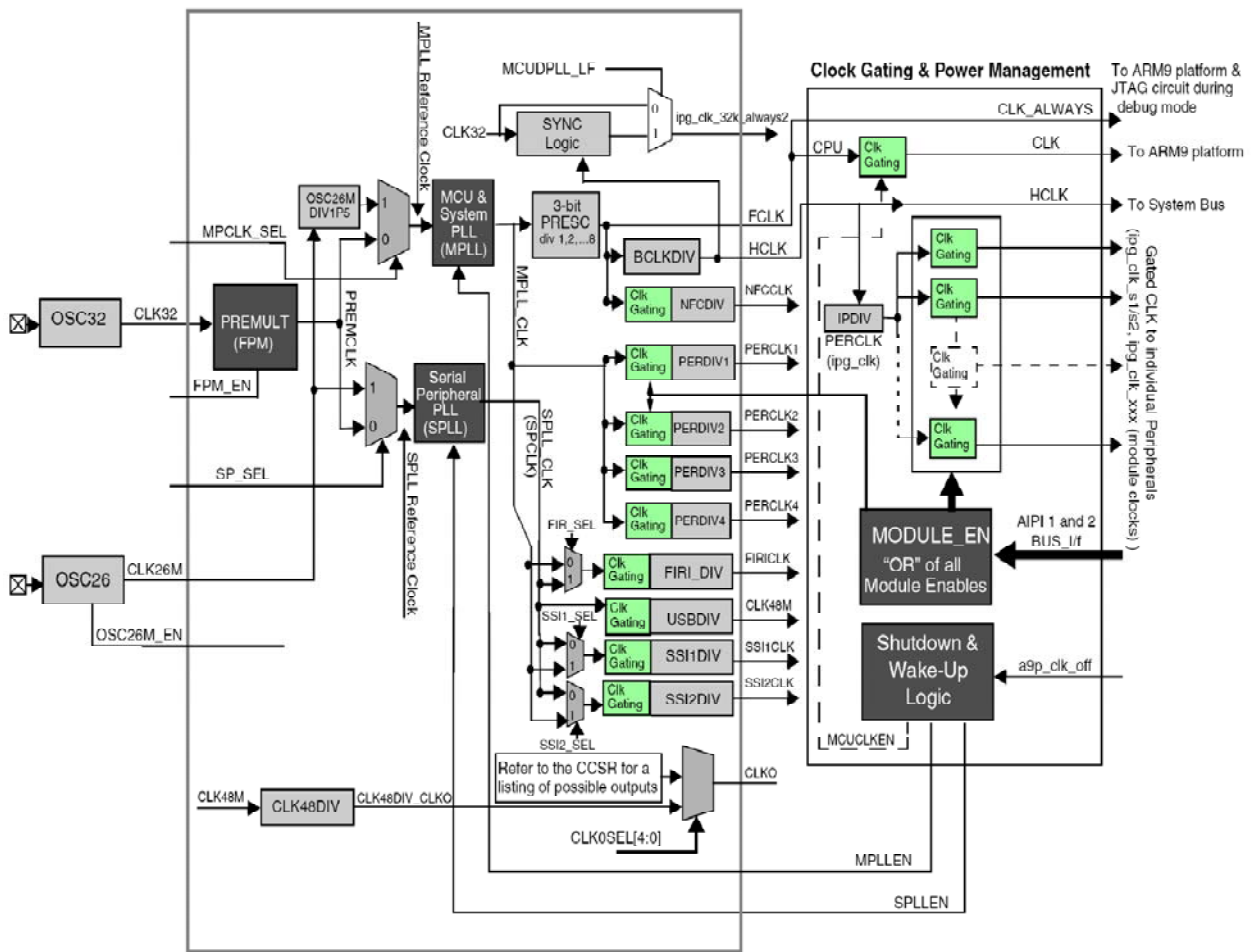 MPLL Reference Clock
MCUDPLL_LF
0
1
CLK32
SYNC
Logic
ipg_clk_32k_always2
Clock Gating & Power Management
To ARM9 platform &
JTAG circuit during
debug mode
CLK_ALWAYS
CPU
Clk
Gating
CLK
To ARM9 platform
OSC26M
DIV1P5
1
0
MPCLK_SEL
MCU &
System
PLL
(MPLL)
3-bit
PRESC
div 1,2,...8
FCLK
HCLK
To System Bus
BCLKDIV
HCLK
MPLL_CLK
Clk
Gating
NFCDIV
NFCCLK
Clk
Gating
Clk
Gating
Clk
Gating
Clk
Gating
IPDIV
PERCLK
(ipg_clk)
Gated CLK to individual Peripherals
(ipg_clk_s1/s2, ipg_clk_xxx (module clocks) )
OSC32
CLK32
PREMULT
(FPM)
PREMCLK
FPM_EN
Clk
Gating
PERDIV1
PERCLK1
1
0
Serial
Peripheral
PLL
(SPLL)
SPLL_CLK
(SPCLK)
Clk
Gating
PERDIV2
PERCLK2
SP_SEL
SPLL Reference Clock
Clk
Gating
PERDIV3
PERCLK3
Clk
Gating
PERDIV4
PERCLK4
MODULE_EN
"OR" of all
Module Enables
AIPI 1 and 2
BUS_I/f
FIR_SEL
0
1
Clk
Gating
FIRI_DIV
FIRICLK
OSC26
CLK26M
OSC26M_EN
Clk
Gating
USBDIV
CLK48M
SSI1_SEL
0
1
Clk
Gating
SSI1DIV
SSI1CLK
0
1
Clk
Gating
SSI2DIV
SSI2CLK
SSI2_SEL
Shutdown &
Wake-Up
Logic
a9p_clk_off
MCUCLKEN
Refer to the CCSR for a
listing of possible outputs
CLKO
CLK48M
CLK48DIV
CLK48DIV_CLKO
CLK0SEL[4:0]
MPLLEN
SPLLEN